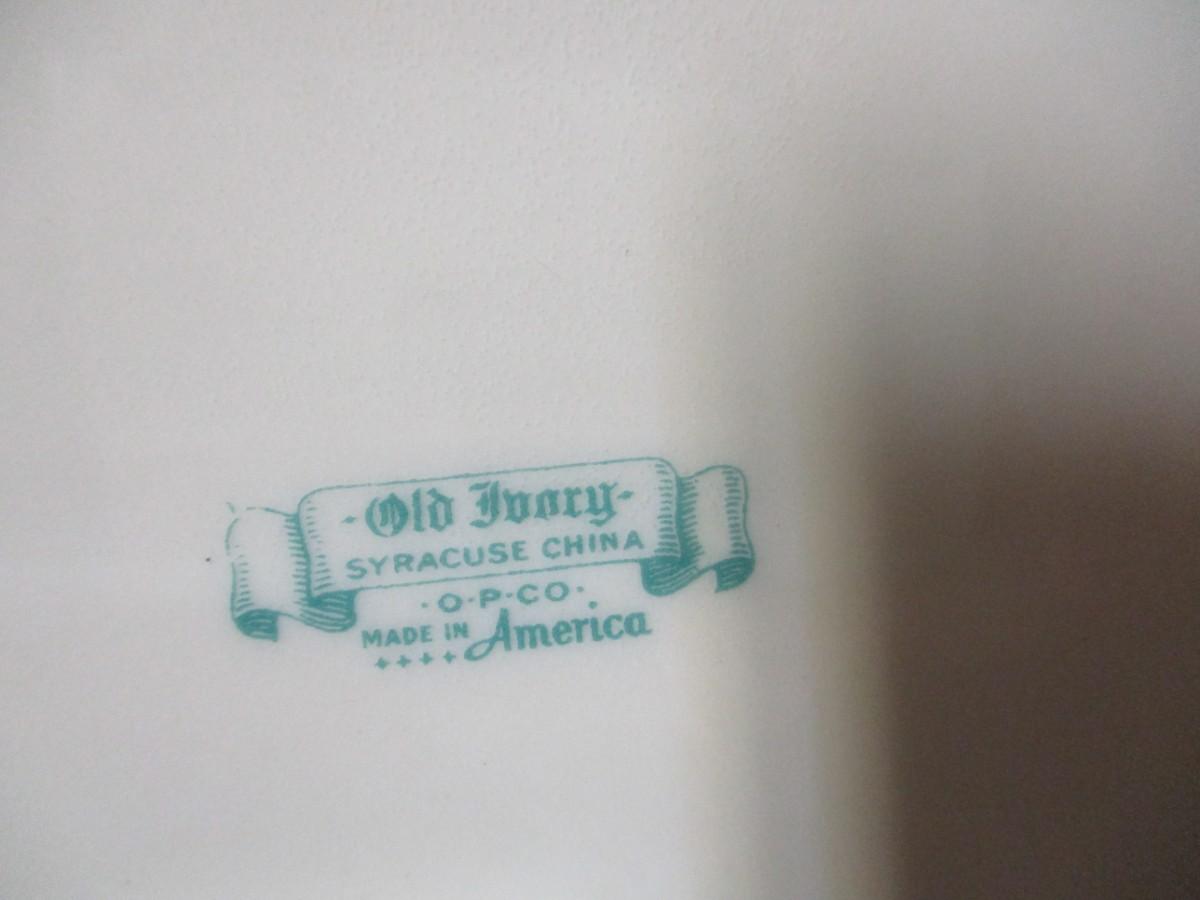 -Old Ivory-
SYRACUSE CHINA
·O·P·CO·
MADE IN America
++++